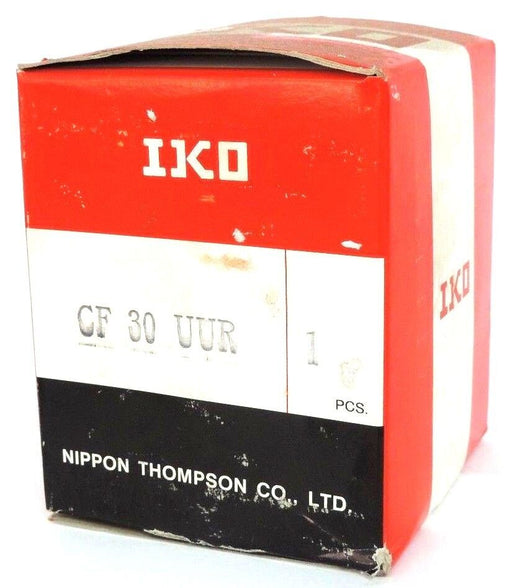 IKO
CF 30 UUR
1
PCS.
NIPPON THOMPSON CO., LTD.
IKO